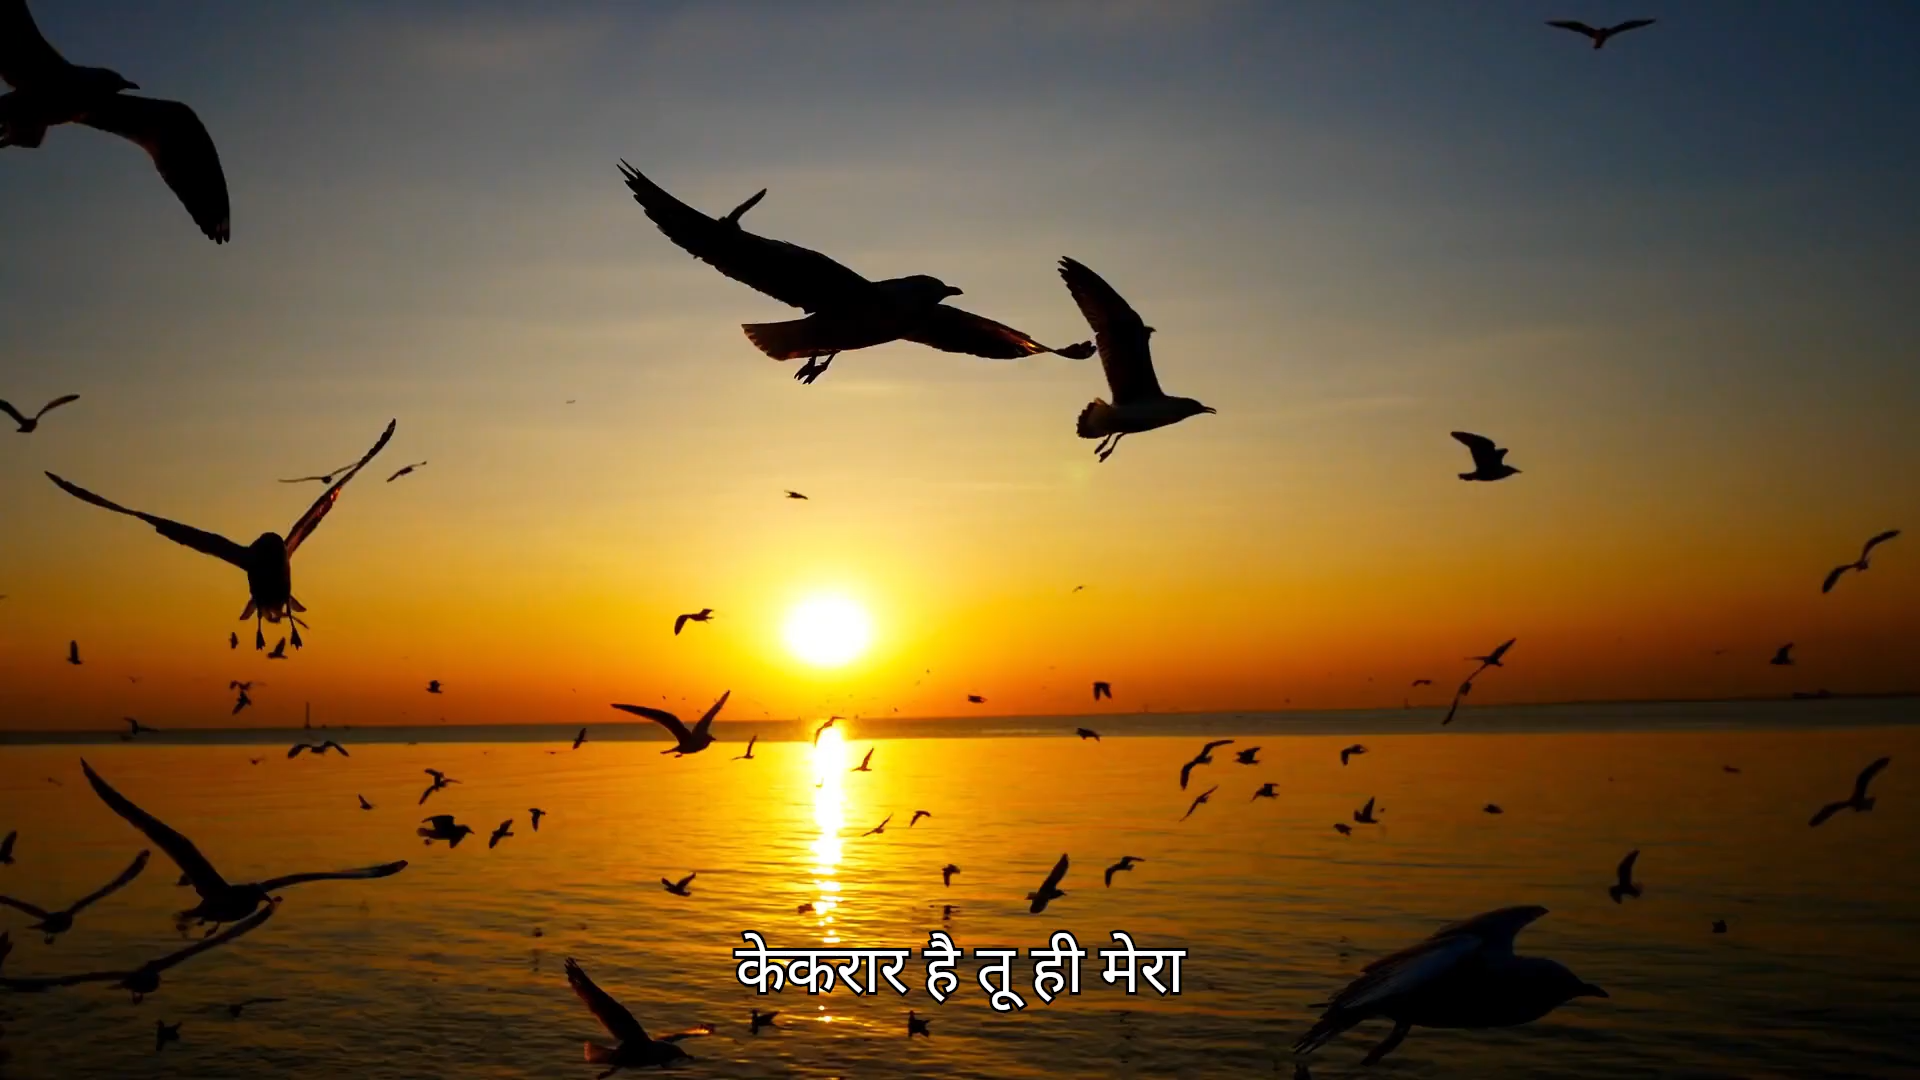 केकरार है तू ही मेरा